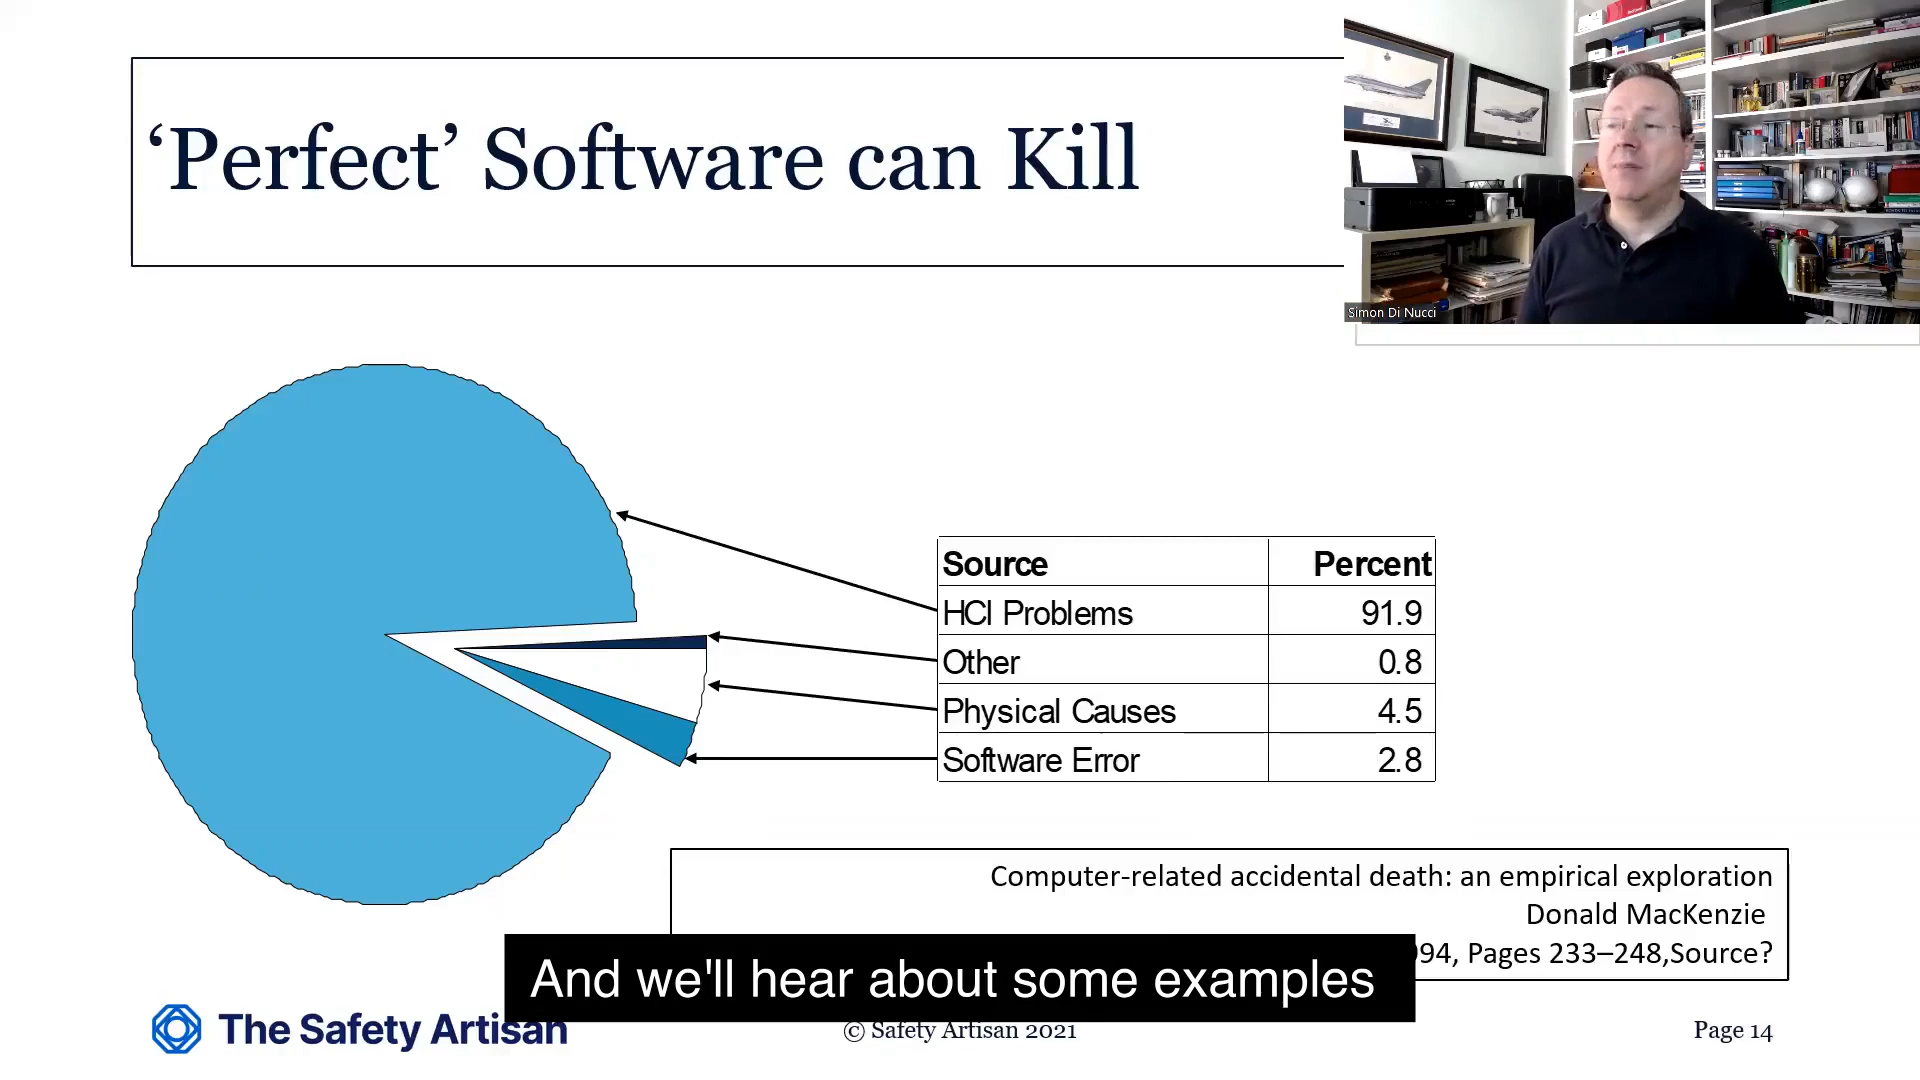 ‘Perfect’ Software can Kill
Simon Di Nucci
Source Percent
HCI Problems 91.9
Other 0.8
Physical Causes 4.5
Software Error 2.8
Computer-related accidental death: an empirical exploration
Donald MacKenzie
94, Pages 233–248,Source?
And we'll hear about some examples
The Safety Artisan
© Safety Artisan 2021
Page 14